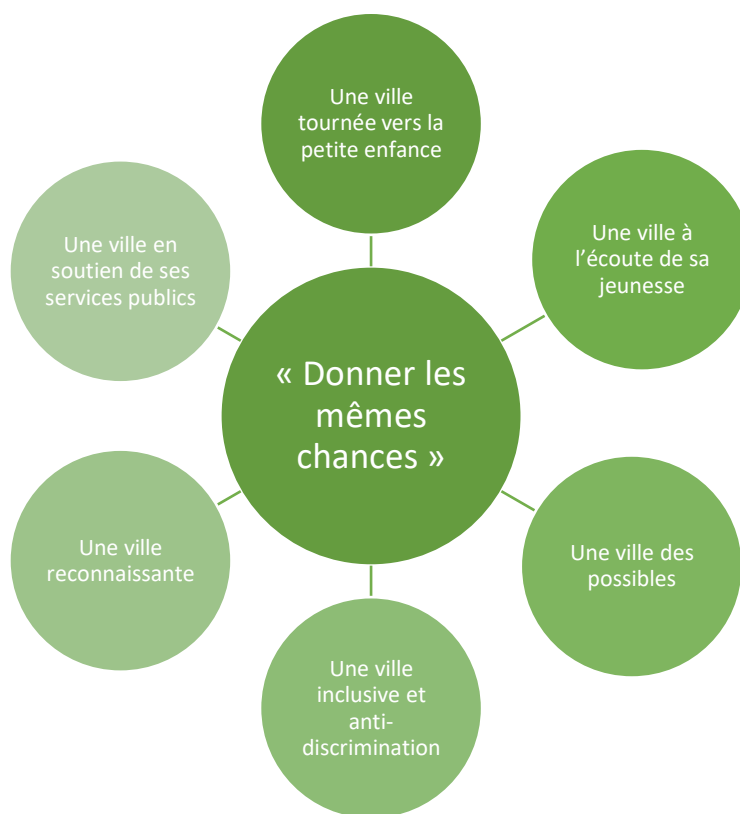 Une ville
tournée vers la
petite enfance
Une ville à
l’écoute de sa
jeunesse
Une ville des
possibles
Une ville
inclusive et
anti-
discrimination
Une ville
reconnaissante
Une ville en
soutien de ses
services publics
« Donner les
mêmes
chances »